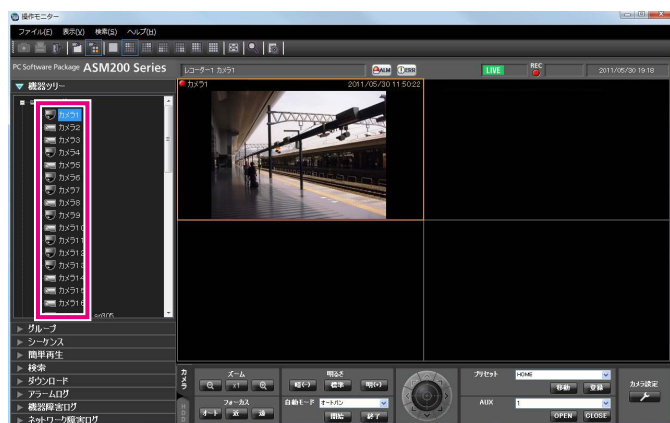 操作モニター
ファイル(F) 表示(V) 検索(S) ヘルプ(H)
PC Software Package ASM200 Series
レコーダー1 カメラ1
ALM
ERR
LIVE
REC
2011/05/30 19:18
機器ツリー
カメラ1
カメラ2
カメラ3
カメラ4
カメラ5
カメラ6
カメラ7
カメラ8
カメラ9
カメラ10
カメラ11
カメラ12
カメラ13
カメラ14
カメラ15
カメラ16
カメラ1
2011/05/30 11:50:22
グループ
シーケンス
簡単再生
検索
ダウンロード
アラームログ
機器障害ログ
ネットワーク障害ログ
カメラ
ズーム
x1
フォーカス
オート 近 遠
明るさ
暗(-) 標準 明(+)
自動モード オートパン
開始 終了
プリセット HOME
移動 登録
AUX 1
OPEN CLOSE
カメラ設定